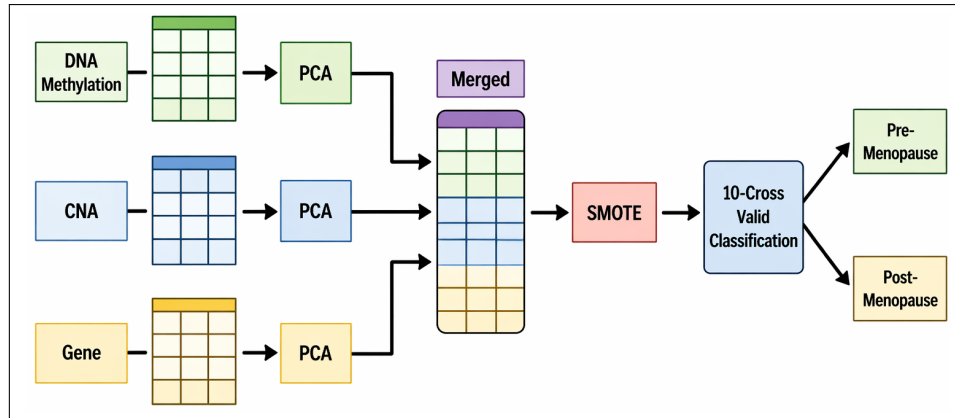 DNA
Methylation
PCA
Merged
CNA
PCA
SMOTE
10-Cross
Valid
Classification
Pre-
Menopause
Post-
Menopause
Gene
PCA